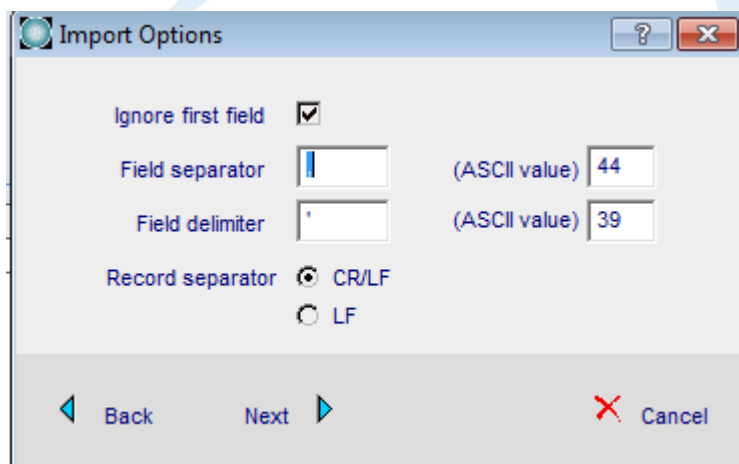 Import Options
Ignore first field
Field separator , (ASCII value) 44
Field delimiter ' (ASCII value) 39
Record separator CR/LF
LF
Back Next Cancel